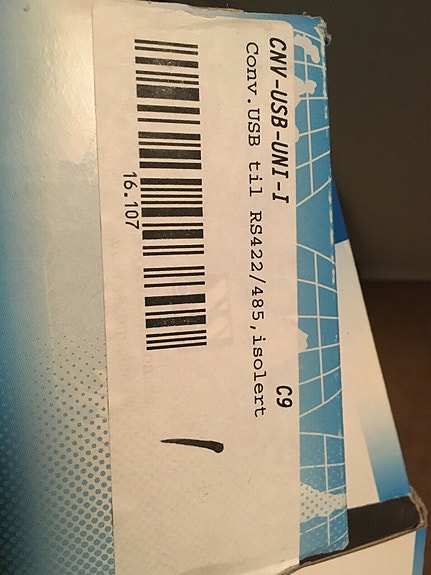 CNV-USB-UNI-I C9
Conv.USB til RS422/485,isolert
16.107